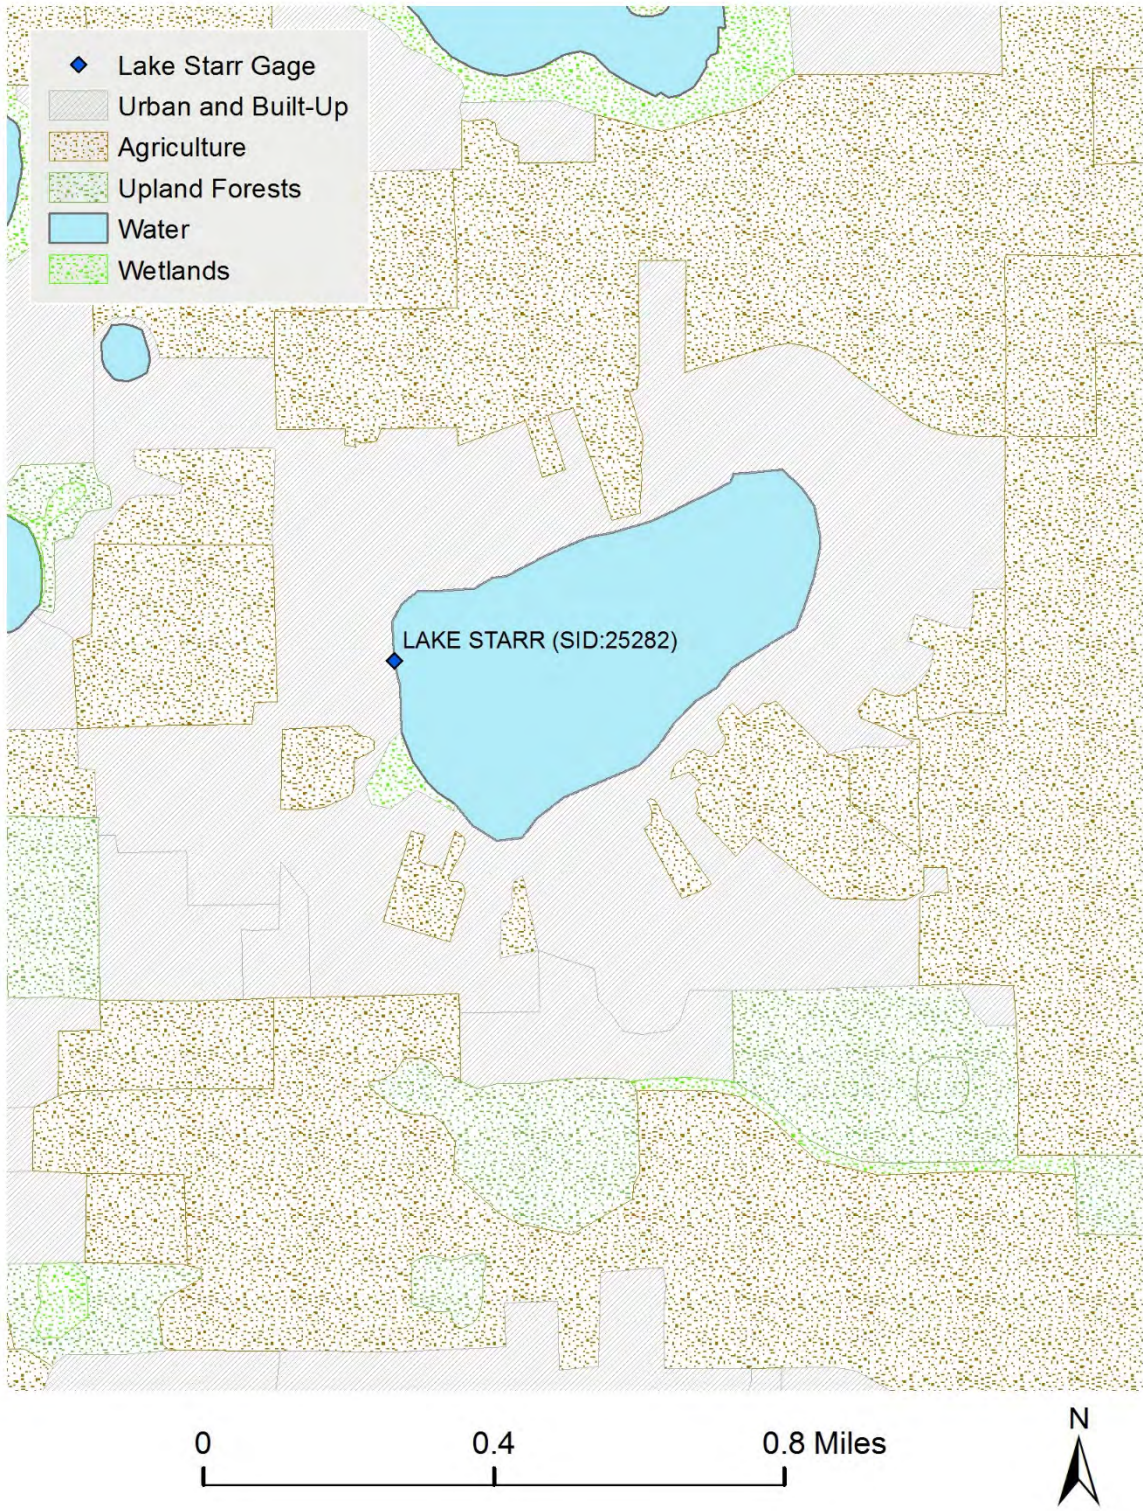 Lake Starr Gage
Urban and Built-Up
Agriculture
Upland Forests
Water
Wetlands
LAKE STARR (SID:25282)
0 0.4 0.8 Miles
N